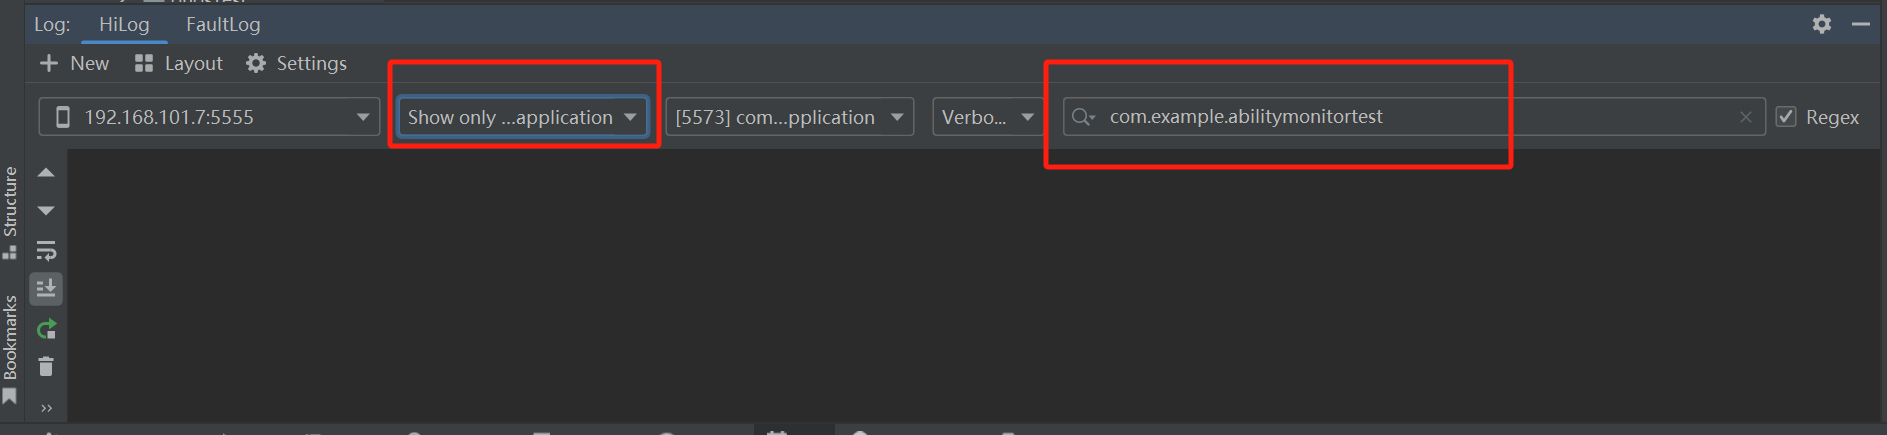 Log: HiLog FaultLog
New Layout Settings
192.168.101.7:5555 Show only ...application [5573] com...pplication Verbo... com.example.abilitymonitortest Regex
Structure
Bookmarks